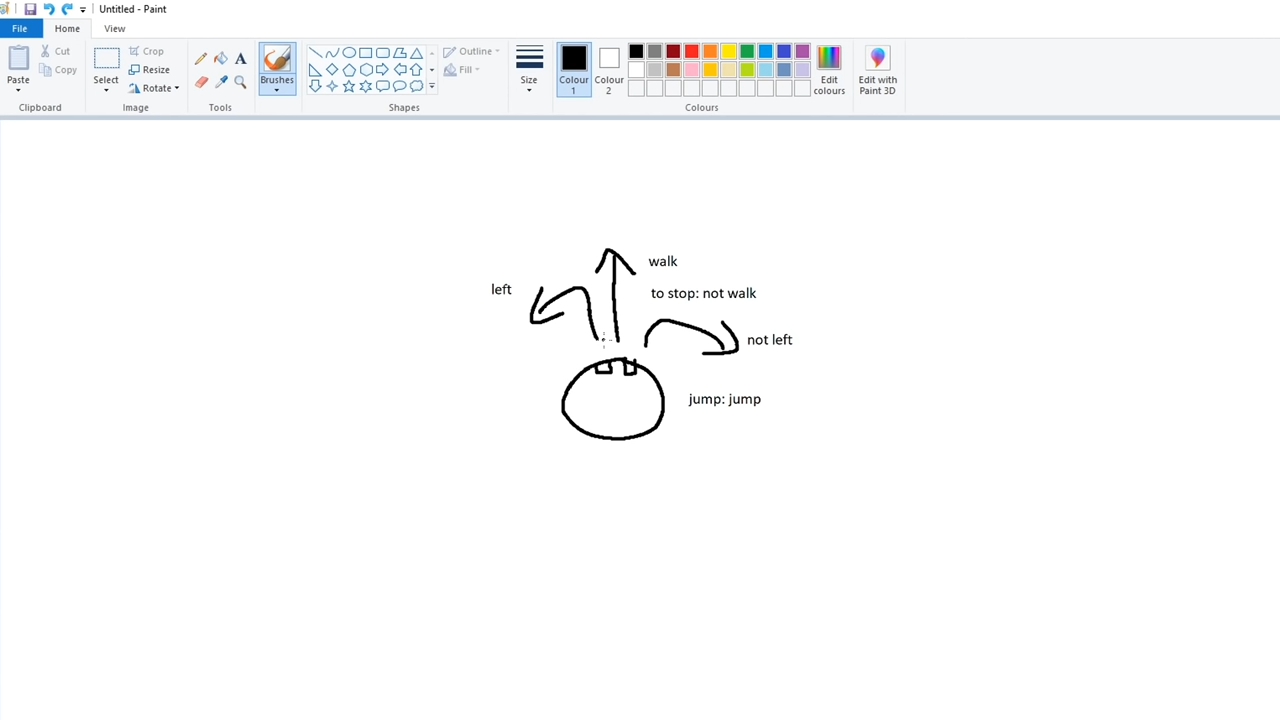 Untitled - Paint
File Home View
Paste
Cut
Copy
Clipboard
Select
Crop
Resize
Rotate
Image
A
Tools
Brushes
Shapes
Outline
Fill
Size
Colour 1
Colour 2
Colours
Edit colours
Edit with Paint 3D
walk
left
to stop: not walk
not left
jump: jump